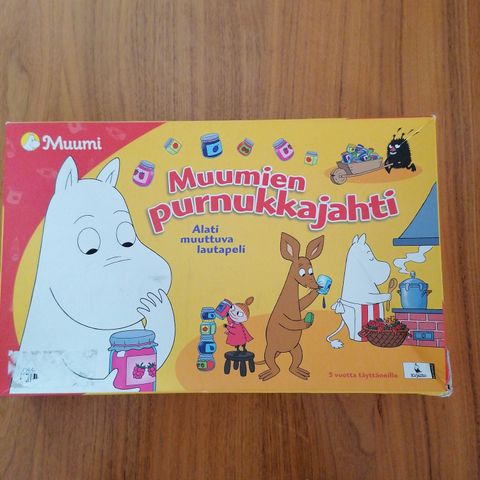 Muumi
Muumien
purnukkajahti
Alati
muuttuva
lautapeli
5 vuotta täyttäneille